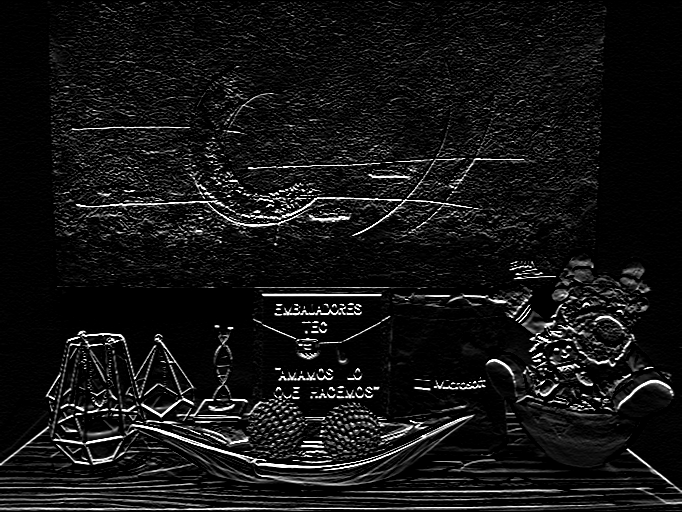 EMBAJADORES
TEC
"AMAMOS LO
QUE HACEMOS"
Microsoft